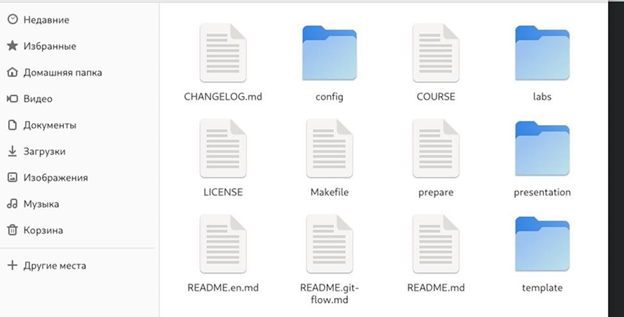 Недавние
Избранные
Домашняя папка
Видео
Документы
Загрузки
Изображения
Музыка
Корзина
Другие места
CHANGELOG.md
config
COURSE
labs
LICENSE
Makefile
prepare
presentation
README.en.md
README.git-
flow.md
README.md
template